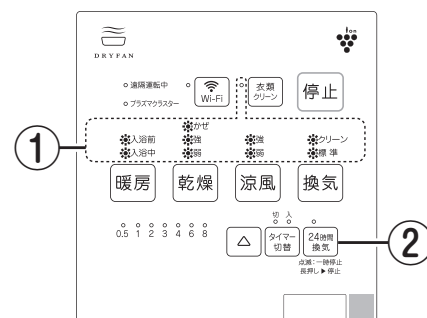 DRYFAN
Ion
遠隔運転中
プラズマクラスター
Wi-Fi
衣類
クリーン
停止
かぜ
入浴前 強 強 クリーン
入浴中 弱 弱 標準
1
暖房 乾燥 涼風 換気
切 入
0.5 1 2 3 4 6 8
△
タイマー
切替
24時間
換気
2
点滅:一時停止
長押し▶停止